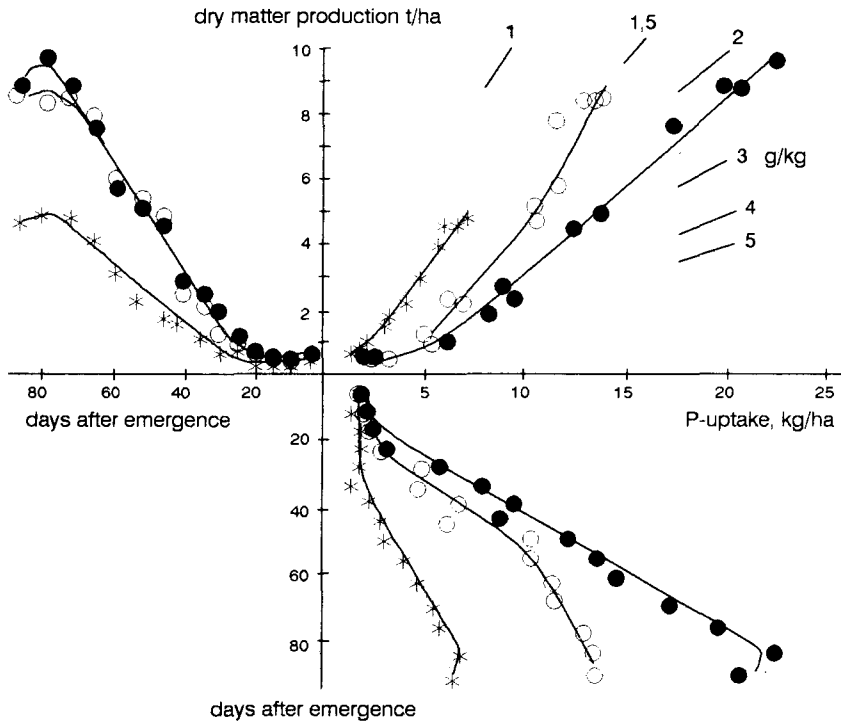 dry matter production t/ha
1
1,5
2
3 g/kg
4
5
10
8
6
4
2
80 60 40 20
5 10 15 20 25
days after emergence
P-uptake, kg/ha
20
40
60
80
days after emergence